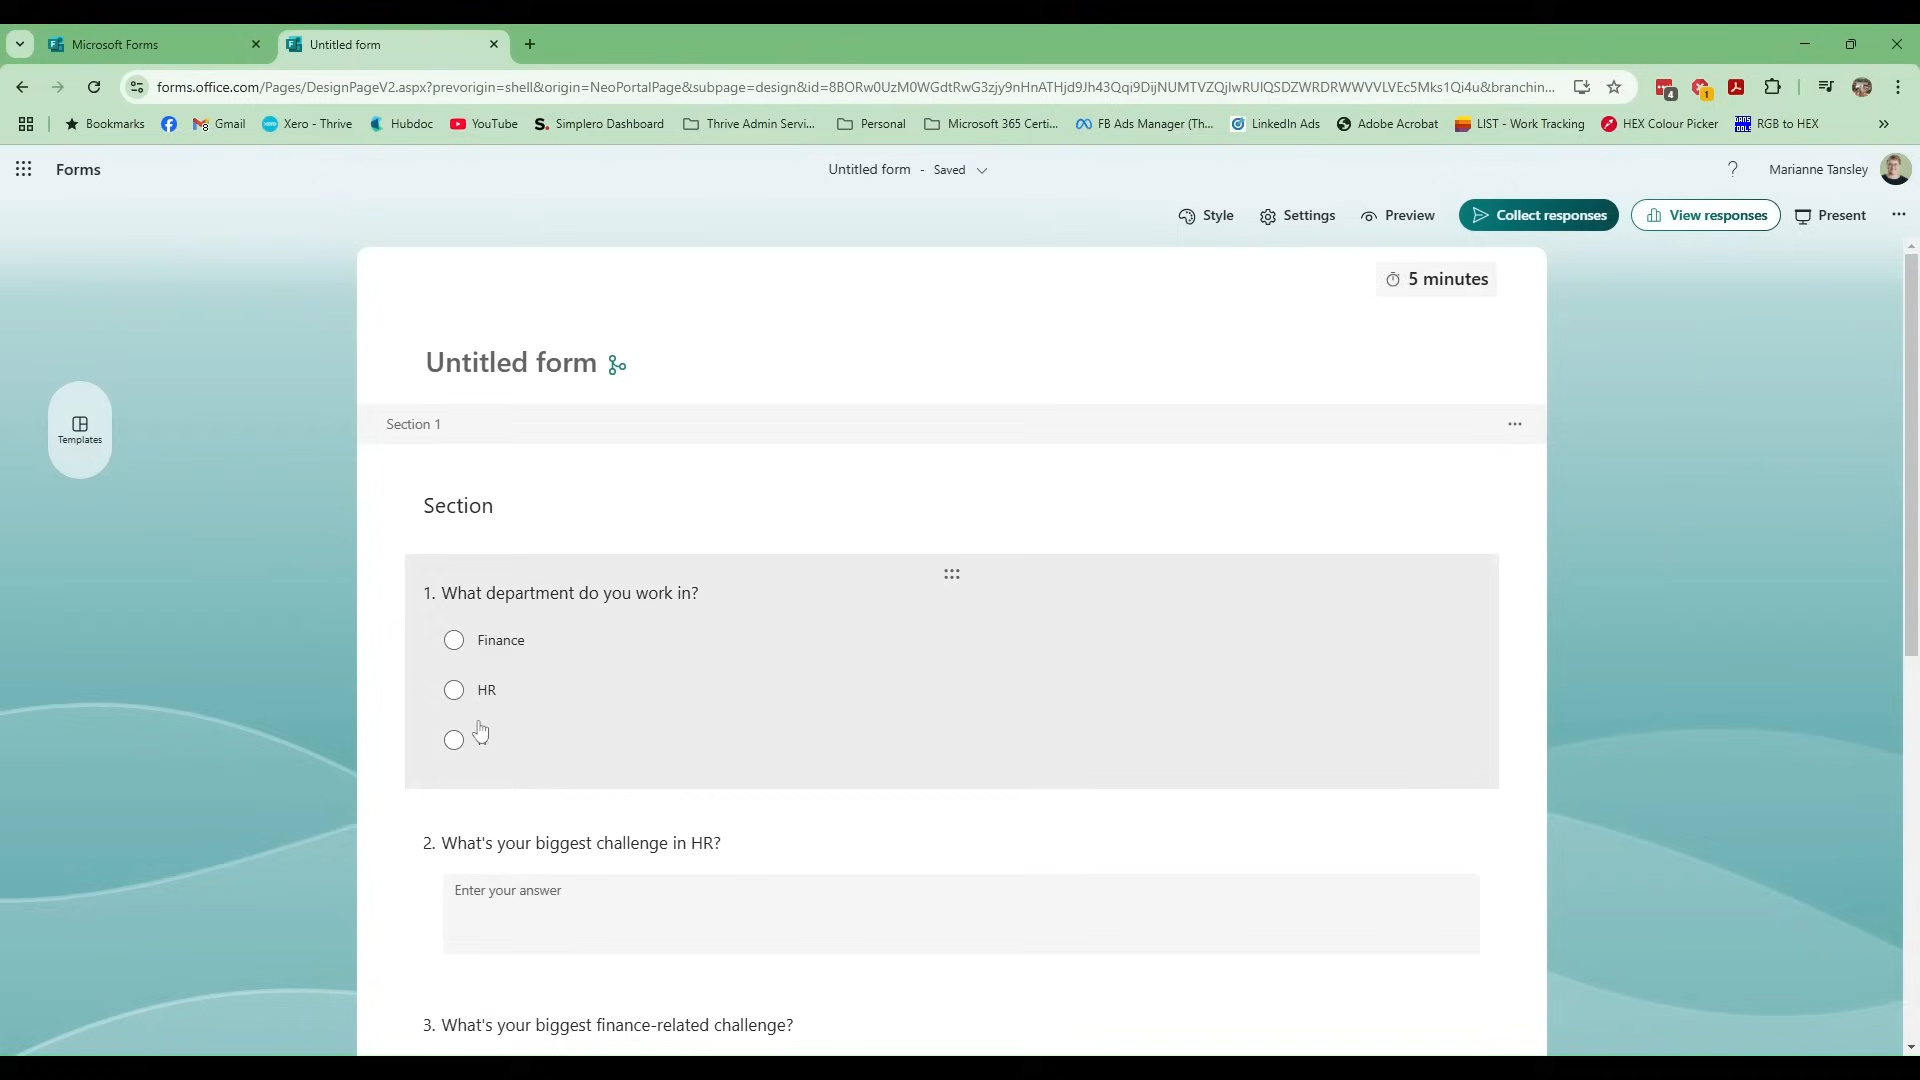 Microsoft Forms
Untitled form
forms.office.com/Pages/DesignPageV2.aspx?prevorigin=shell&origin=NeoPortalPage&subpage=design&id=8BORw0UzM0WGdtRwG3zjy9nHnATHjd9Jh43Qqi9DijNUMTVZQjIwRUlQSDZWRDRWWVVLVEc5Mks1Qi4u&branchin...
4
1
Bookmarks
Gmail
Xero - Thrive
Hubdoc
YouTube
Simplero Dashboard
Thrive Admin Servi...
Personal
Microsoft 365 Certi...
FB Ads Manager (Th...
LinkedIn Ads
Adobe Acrobat
LIST - Work Tracking
HEX Colour Picker
RGB to HEX
Forms
Untitled form - Saved
?
Marianne Tansley
Style
Settings
Preview
Collect responses
View responses
Present
5 minutes
Untitled form
Templates
Section 1
Section
1. What department do you work in?
Finance
HR
2. What's your biggest challenge in HR?
Enter your answer
3. What's your biggest finance-related challenge?